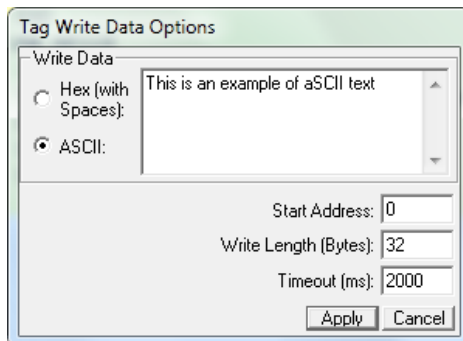 Tag Write Data Options
Write Data
Hex (with Spaces):
This is an example of aSCII text
ASCII:
Start Address: 0
Write Length (Bytes): 32
Timeout (ms): 2000
Apply Cancel